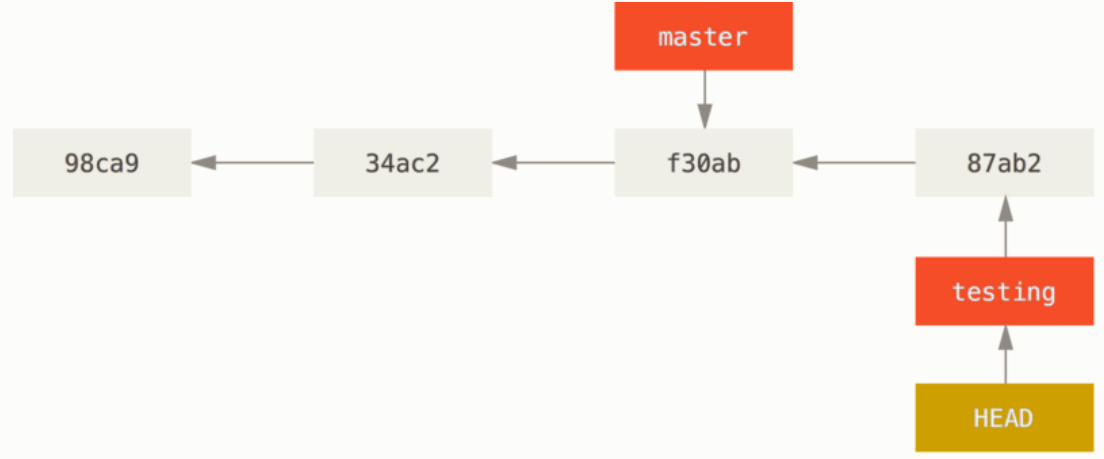 master
98ca9
34ac2
f30ab
87ab2
testing
HEAD